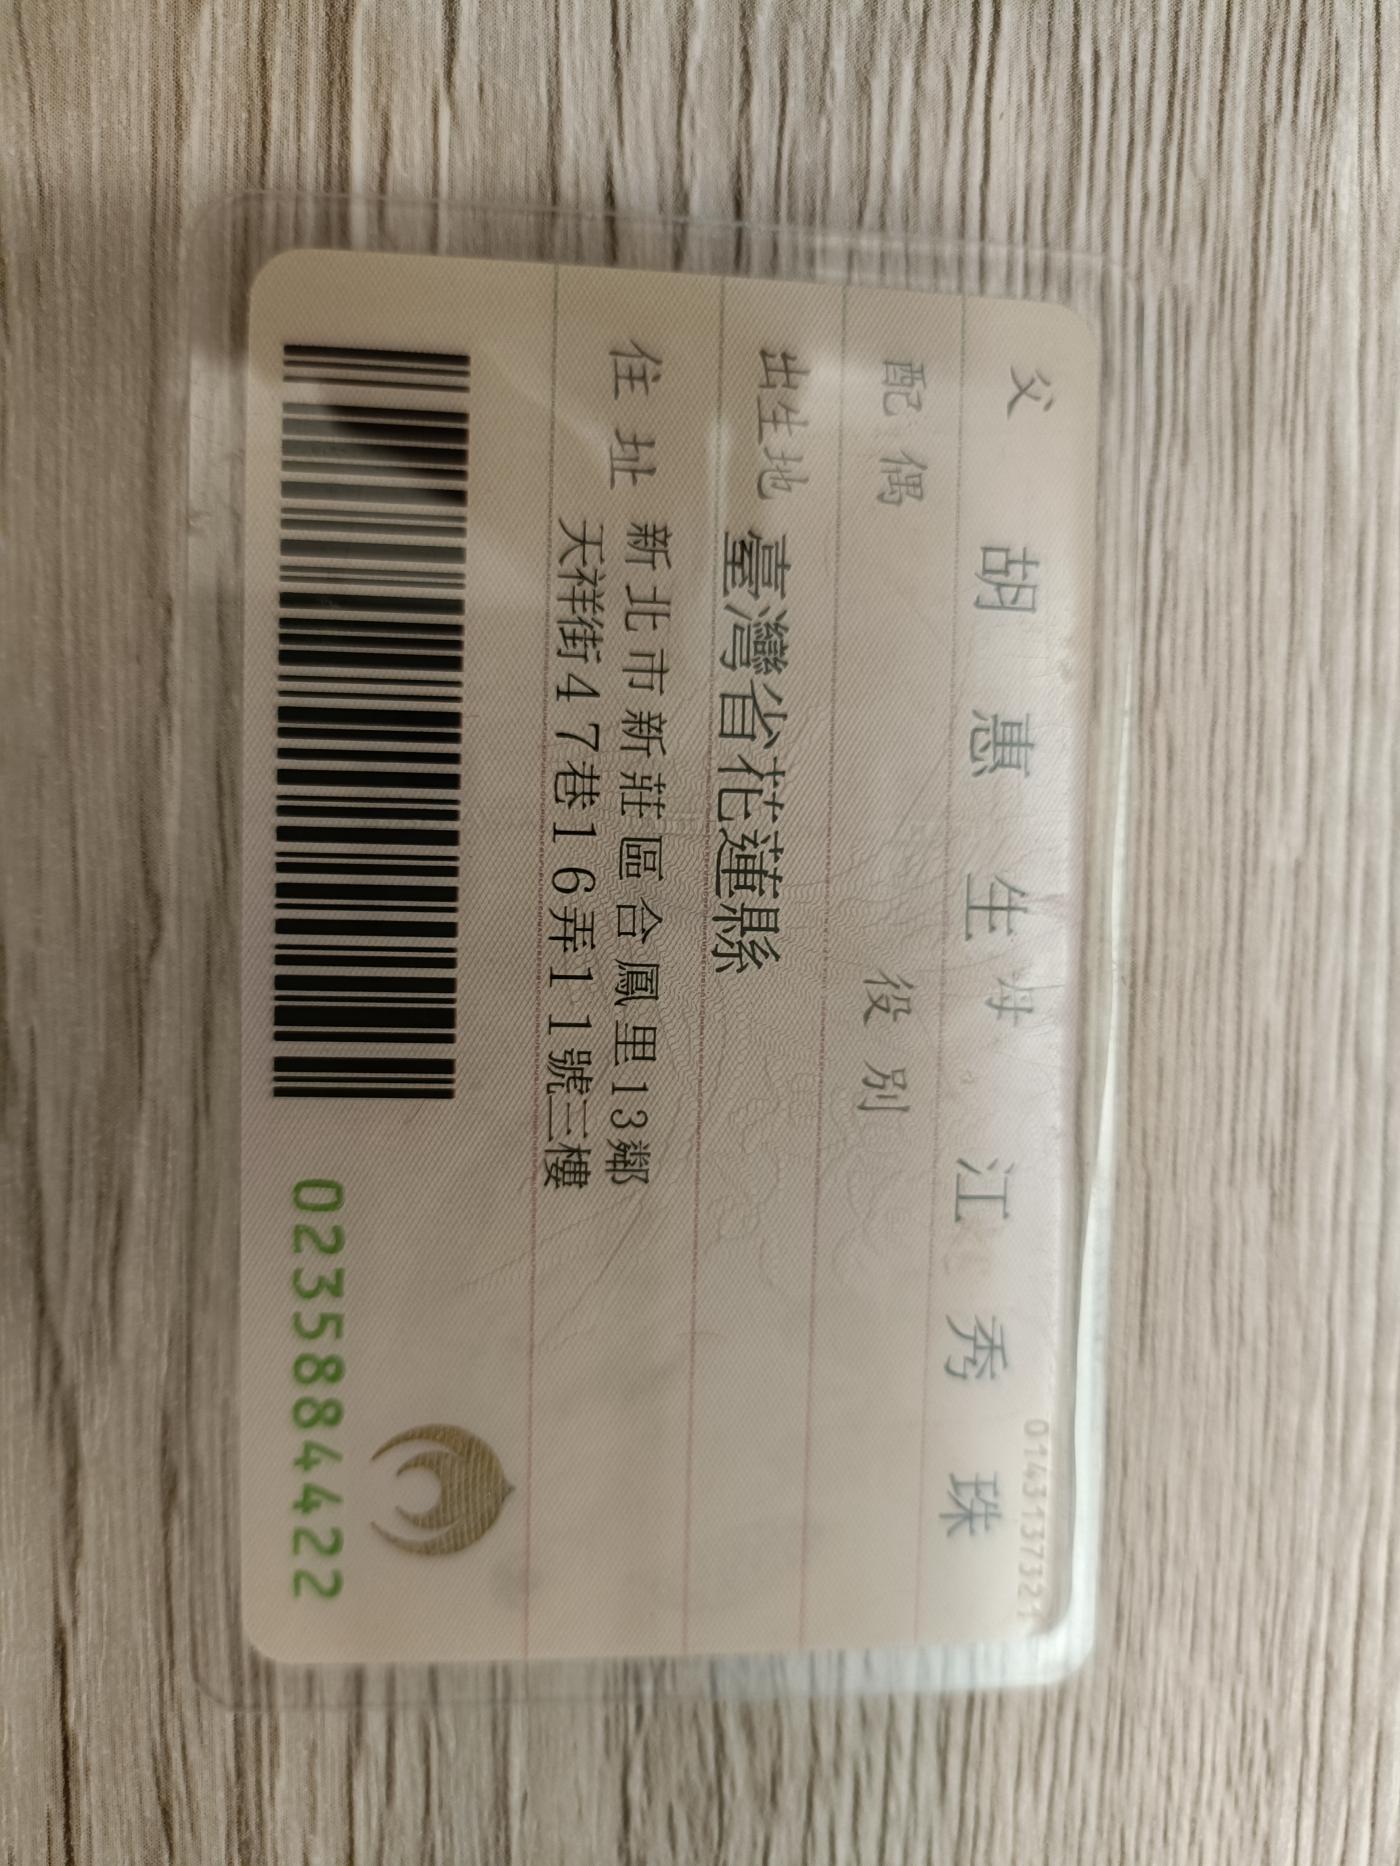 父 胡惠生 母 江秀珠
配偶 役別
出生地 臺灣省花蓮縣
住址 新北市新莊區合鳳里13鄰
天祥街47巷16弄11號三樓
0235884422